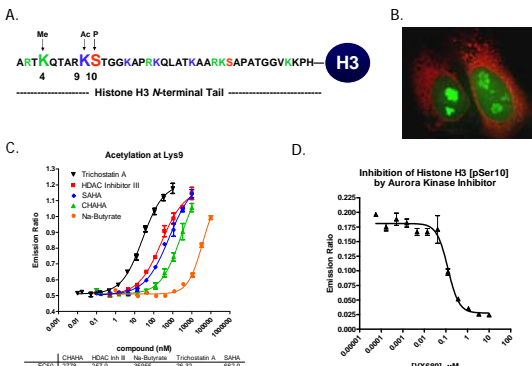 A.
B.
Me
Ac P
ARTKQTARKSTGGKAPRKQLATKAARKSAPATGGVKKPH—
H3
4 9 10
Histone H3 N-terminal Tail
C.
Acetylation at Lys9
Trichostatin A
HDAC Inhibitor III
SAHA
CHAHA
Na-Butyrate
Emission Ratio
1.3
1.2
1.1
1.0
0.9
0.8
0.7
0.6
0.5
0.4
0.001
0.01
0.1
1
10
100
1000
10000
100000
1000000
compound (nM)
CHAHA HDAC Inh III Na-Butyrate Trichostatin A SAHA
D.
Inhibition of Histone H3 [pSer10]
by Aurora Kinase Inhibitor
Emission Ratio
0.225
0.200
0.175
0.150
0.125
0.100
0.075
0.050
0.025
0.000
0.00001
0.0001
0.001
0.01
0.1
1
10
100